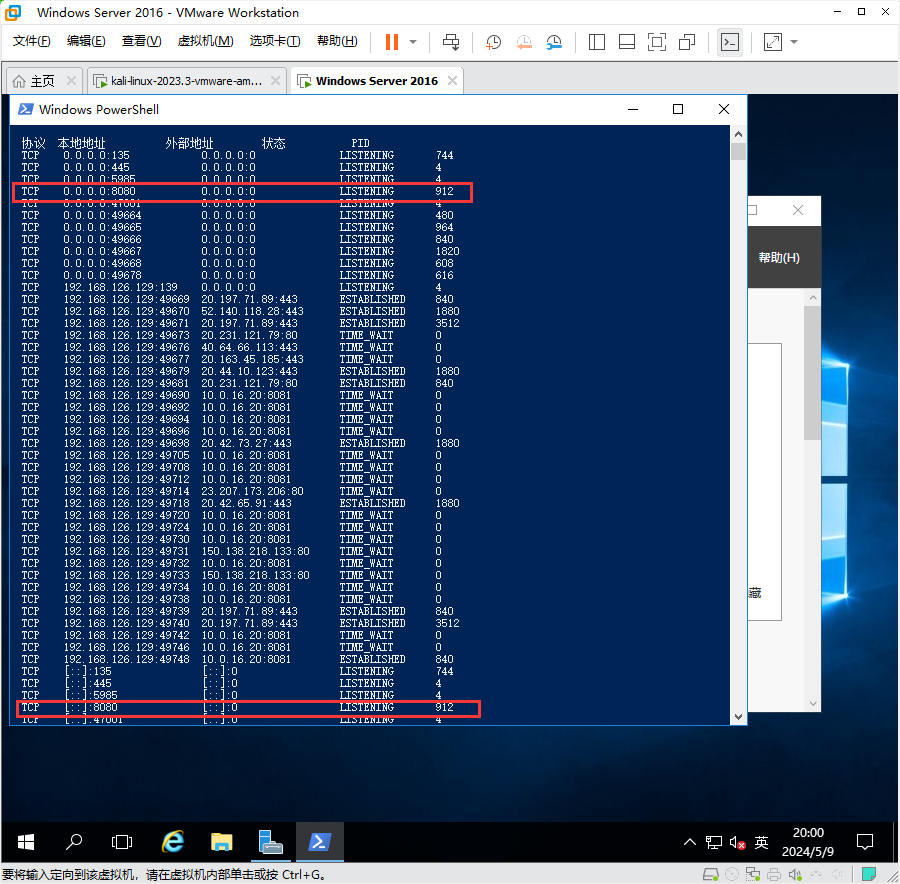 Windows Server 2016 - VMware Workstation
文件(F) 编辑(E) 查看(V) 虚拟机(M) 选项卡(T) 帮助(H)
主页 kali-linux-2023.3-vmware-am... Windows Server 2016
Windows PowerShell
协议 本地地址 外部地址 状态 PID
TCP 0.0.0.0:135 0.0.0.0:0 LISTENING 744
TCP 0.0.0.0:445 0.0.0.0:0 LISTENING 4
TCP 0.0.0.0:5985 0.0.0.0:0 LISTENING 4
TCP 0.0.0.0:8080 0.0.0.0:0 LISTENING 912
TCP 0.0.0.0:47001 0.0.0.0:0 LISTENING 4
TCP 0.0.0.0:49664 0.0.0.0:0 LISTENING 480
TCP 0.0.0.0:49665 0.0.0.0:0 LISTENING 964
TCP 0.0.0.0:49666 0.0.0.0:0 LISTENING 840
TCP 0.0.0.0:49667 0.0.0.0:0 LISTENING 1820
TCP 0.0.0.0:49668 0.0.0.0:0 LISTENING 608
TCP 0.0.0.0:49678 0.0.0.0:0 LISTENING 616
TCP 192.168.126.129:139 0.0.0.0:0 LISTENING 4
TCP 192.168.126.129:49669 20.197.71.89:443 ESTABLISHED 840
TCP 192.168.126.129:49670 52.140.118.28:443 ESTABLISHED 1880
TCP 192.168.126.129:49671 20.197.71.89:443 ESTABLISHED 3512
TCP 192.168.126.129:49673 20.231.121.79:80 TIME_WAIT 0
TCP 192.168.126.129:49676 40.64.66.113:443 TIME_WAIT 0
TCP 192.168.126.129:49677 20.163.45.185:443 TIME_WAIT 0
TCP 192.168.126.129:49679 20.44.10.123:443 ESTABLISHED 1880
TCP 192.168.126.129:49681 20.231.121.79:80 ESTABLISHED 840
TCP 192.168.126.129:49690 10.0.16.20:8081 TIME_WAIT 0
TCP 192.168.126.129:49692 10.0.16.20:8081 TIME_WAIT 0
TCP 192.168.126.129:49694 10.0.16.20:8081 TIME_WAIT 0
TCP 192.168.126.129:49696 10.0.16.20:8081 TIME_WAIT 0
TCP 192.168.126.129:49698 20.42.73.27:443 ESTABLISHED 1880
TCP 192.168.126.129:49705 10.0.16.20:8081 TIME_WAIT 0
TCP 192.168.126.129:49708 10.0.16.20:8081 TIME_WAIT 0
TCP 192.168.126.129:49712 10.0.16.20:8081 TIME_WAIT 0
TCP 192.168.126.129:49714 23.207.173.206:80 TIME_WAIT 0
TCP 192.168.126.129:49718 20.42.65.91:443 ESTABLISHED 1880
TCP 192.168.126.129:49720 10.0.16.20:8081 TIME_WAIT 0
TCP 192.168.126.129:49724 10.0.16.20:8081 TIME_WAIT 0
TCP 192.168.126.129:49730 10.0.16.20:8081 TIME_WAIT 0
TCP 192.168.126.129:49731 150.138.218.133:80 TIME_WAIT 0
TCP 192.168.126.129:49732 10.0.16.20:8081 TIME_WAIT 0
TCP 192.168.126.129:49733 150.138.218.133:80 TIME_WAIT 0
TCP 192.168.126.129:49734 10.0.16.20:8081 TIME_WAIT 0
TCP 192.168.126.129:49738 10.0.16.20:8081 TIME_WAIT 0
TCP 192.168.126.129:49739 20.197.71.89:443 ESTABLISHED 840
TCP 192.168.126.129:49740 20.197.71.89:443 ESTABLISHED 3512
TCP 192.168.126.129:49742 10.0.16.20:8081 TIME_WAIT 0
TCP 192.168.126.129:49746 10.0.16.20:8081 TIME_WAIT 0
TCP 192.168.126.129:49748 10.0.16.20:8081 ESTABLISHED 840
TCP [::]:135 [::]:0 LISTENING 744
TCP [::]:445 [::]:0 LISTENING 4
TCP [::]:5985 [::]:0 LISTENING 4
TCP [::]:8080 [::]:0 LISTENING 912
TCP [::]:47001 [::]:0 LISTENING 4
帮助(H)
藏
英
20:00
2024/5/9
要将输入定向到该虚拟机，请在虚拟机内部单击或按 Ctrl+G。